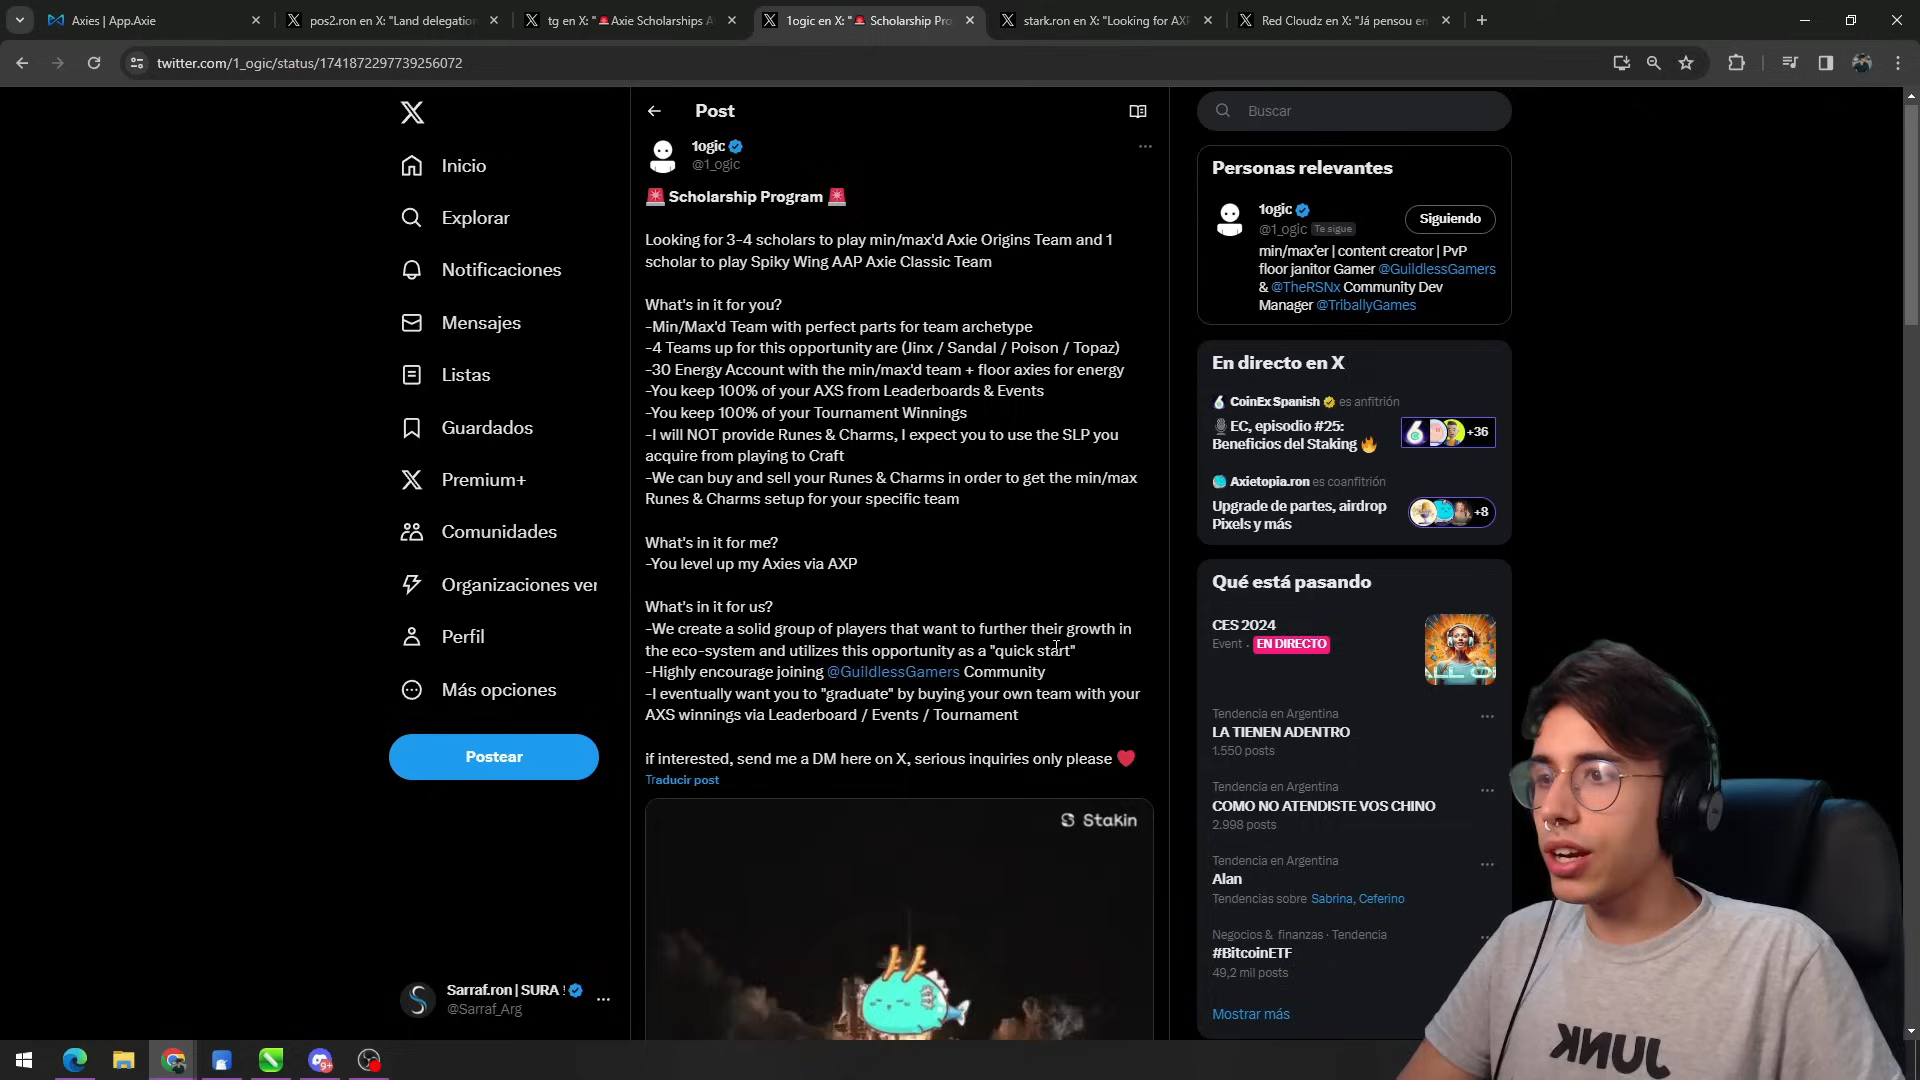 Axies | App.Axie
pos2.ron en X: "Land delegation
tg en X: "🚨Axie Scholarships A
1ogic en X: "🚨 Scholarship Pro
stark.ron en X: "Looking for AXP
Red Cloudz en X: "Já pensou en
twitter.com/1_ogic/status/1741872297739256072
Inicio
Explorar
Notificaciones
Mensajes
Listas
Guardados
Premium+
Comunidades
Organizaciones ver
Perfil
Más opciones
Postear
Sarraf.ron | SURA !
@Sarraf_Arg
Post
1ogic
@1_ogic
🚨 Scholarship Program 🚨
Looking for 3-4 scholars to play min/max'd Axie Origins Team and 1
scholar to play Spiky Wing AAP Axie Classic Team
What's in it for you?
-Min/Max'd Team with perfect parts for team archetype
-4 Teams up for this opportunity are (Jinx / Sandal / Poison / Topaz)
-30 Energy Account with the min/max'd team + floor axies for energy
-You keep 100% of your AXS from Leaderboards & Events
-You keep 100% of your Tournament Winnings
-I will NOT provide Runes & Charms, I expect you to use the SLP you
acquire from playing to Craft
-We can buy and sell your Runes & Charms in order to get the min/max
Runes & Charms setup for your specific team
What's in it for me?
-You level up my Axies via AXP
What's in it for us?
-We create a solid group of players that want to further their growth in
the eco-system and utilizes this opportunity as a "quick start"
-Highly encourage joining @GuildlessGamers Community
-I eventually want you to "graduate" by buying your own team with your
AXS winnings via Leaderboard / Events / Tournament
if interested, send me a DM here on X, serious inquiries only please ❤️
Traducir post
Stakin
Buscar
Personas relevantes
1ogic
@1_ogic Te sigue
Siguiendo
min/max'er | content creator | PvP
floor janitor Gamer @GuildlessGamers
& @TheRSNx Community Dev
Manager @TriballyGames
En directo en X
CoinEx Spanish es anfitrión
🎙️EC, episodio #25:
Beneficios del Staking 🔥
+36
Axietopia.ron es coanfitrión
Upgrade de partes, airdrop
Pixels y más
+8
Qué está pasando
CES 2024
Event · EN DIRECTO
ALL O
Tendencia en Argentina
LA TIENEN ADENTRO
1.550 posts
Tendencia en Argentina
COMO NO ATENDISTE VOS CHINO
2.998 posts
Tendencia en Argentina
Alan
Tendencias sobre Sabrina, Ceferino
Negocios & finanzas · Tendencia
#BitcoinETF
49,2 mil posts
Mostrar más
JUNK
9+